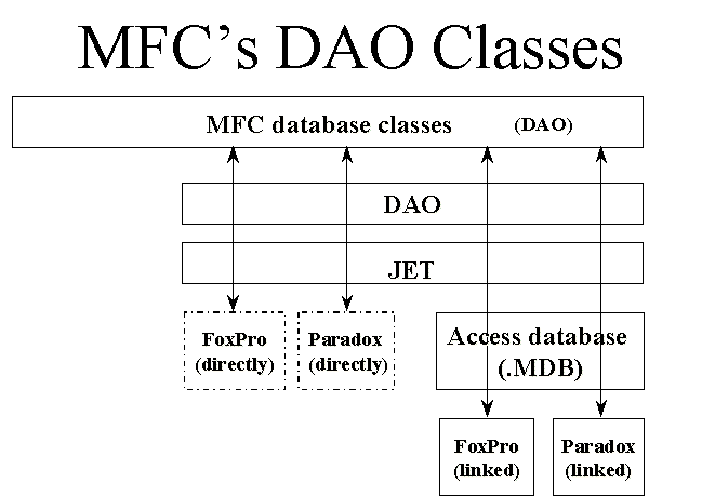 MFC's DAO Classes
MFC database classes (DAO)
DAO
JET
FoxPro
(directly)
Paradox
(directly)
Access database
(.MDB)
FoxPro
(linked)
Paradox
(linked)